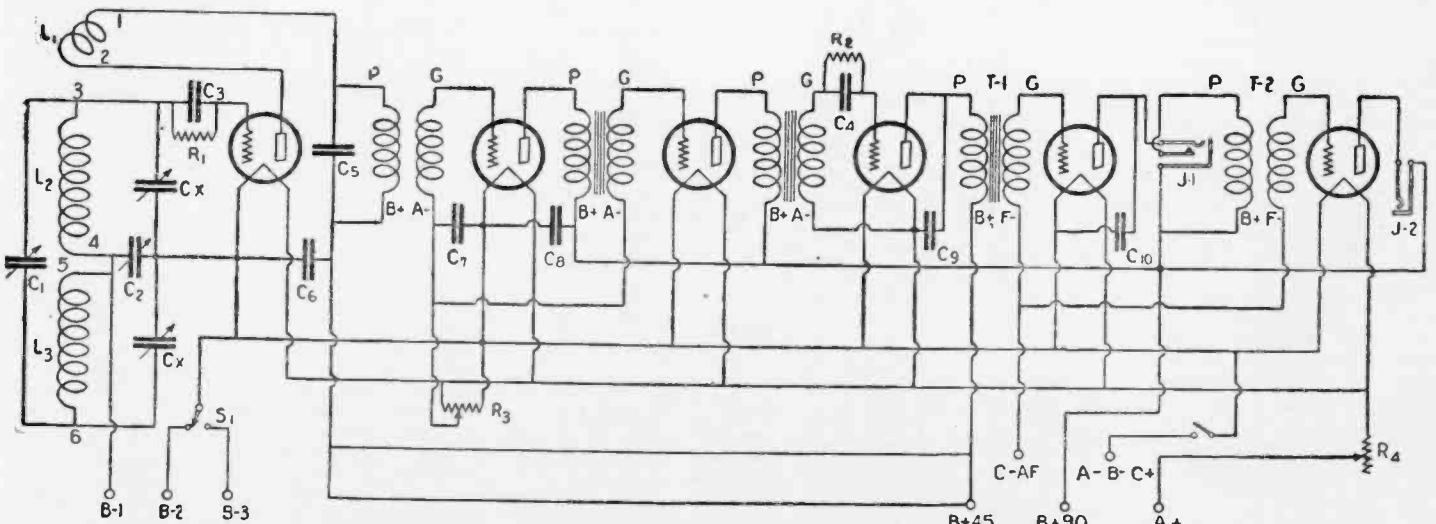 L1 1
2
R2
P G P G P G P T-1 G P T-2 G
3 C3
R1 C4
L2 Cx C5 J-1
B+ A- B+ A- B+ A- B+ F- B+ F- J-2
4 C7 C8 C9 C10
5 C1 C2 C6
L3 Cx
R3
6 S1
C-AF A- B- C+ R4
B-1 B-2 S-3 B+45 B+90 A+